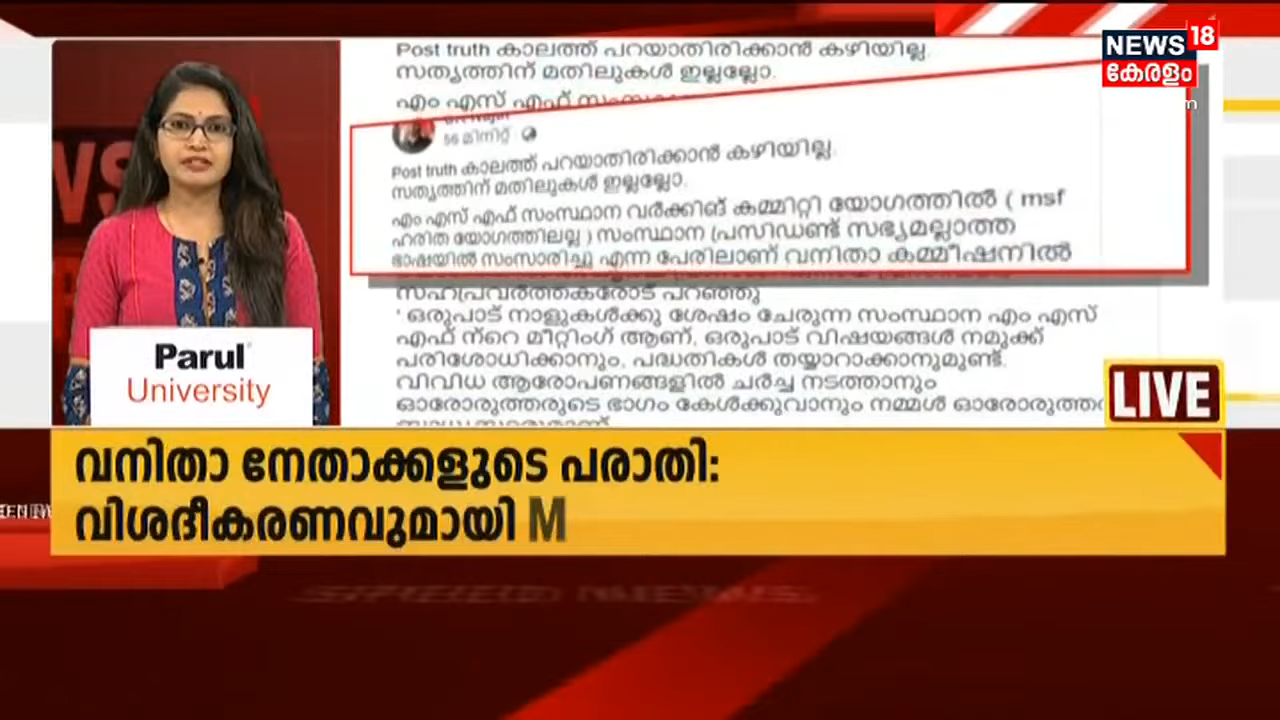 Post truth കാലത്ത് പറയാതിരിക്കാൻ കഴിയില്ല.
സത്യത്തിന് മതിലുകൾ ഇല്ലല്ലോ.
എം എസ് എഫ്
56 മിനിറ്റ്
Post truth കാലത്ത് പറയാതിരിക്കാൻ കഴിയില്ല.
സത്യത്തിന് മതിലുകൾ ഇല്ലല്ലോ.
എം എസ് എഫ് സംസ്ഥാന വർക്കിങ് കമ്മിറ്റി യോഗത്തിൽ ( msf
ഹരിത യോഗത്തിലല്ല ) സംസ്ഥാന പ്രസിഡണ്ട് സഭ്യമല്ലാത്ത
ഭാഷയിൽ സംസാരിച്ചു എന്ന പേരിലാണ് വനിതാ കമ്മീഷനിൽ
സഹപ്രവർത്തകരോട് പറഞ്ഞു
' ഒരുപാട് നാളുകൾക്കു ശേഷം ചേരുന്ന സംസ്ഥാന എം എസ്
എഫ് ന്റെ മീറ്റിംഗ് ആണ്, ഒരുപാട് വിഷയങ്ങൾ നമുക്ക്
പരിശോധിക്കാനും, പദ്ധതികൾ തയ്യാറാക്കാനുമുണ്ട്.
വിവിധ ആരോപണങ്ങളിൽ ചർച്ച നടത്താനും
ഓരോരുത്തരുടെ ഭാഗം കേൾക്കുവാനും നമ്മൾ
NEWS 18
കേരളം
Parul
University
LIVE
വനിതാ നേതാക്കളുടെ പരാതി:
വിശദീകരണവുമായി M